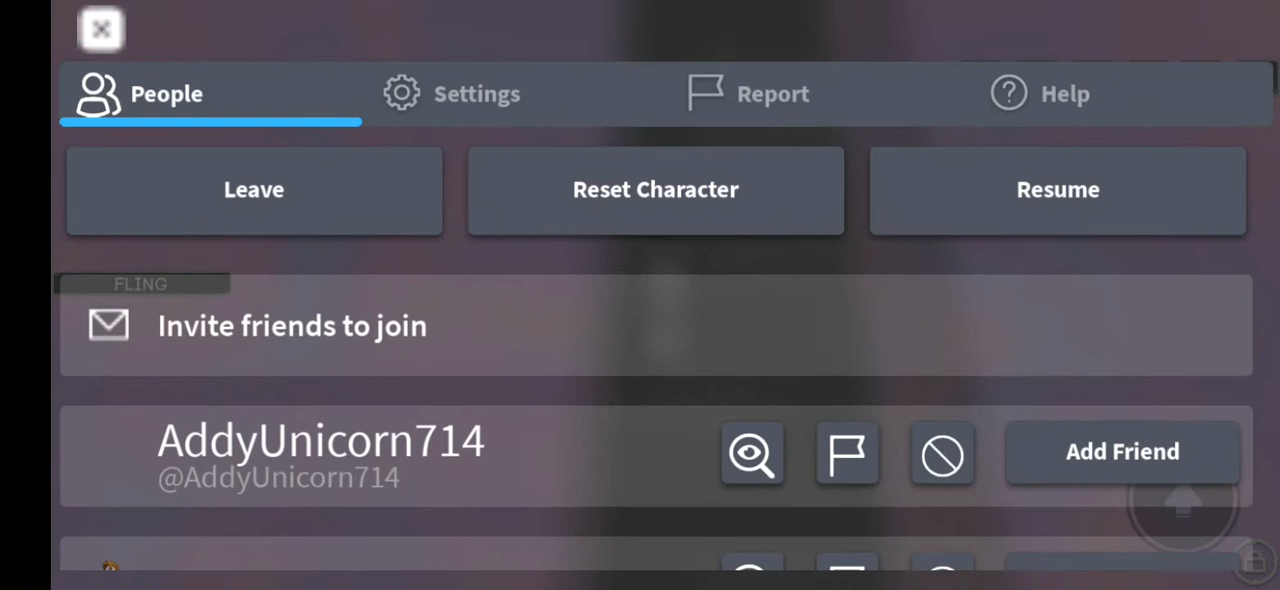 People
Settings
Report
Help
Leave
Reset Character
Resume
FLING
Invite friends to join
AddyUnicorn714
@AddyUnicorn714
Add Friend